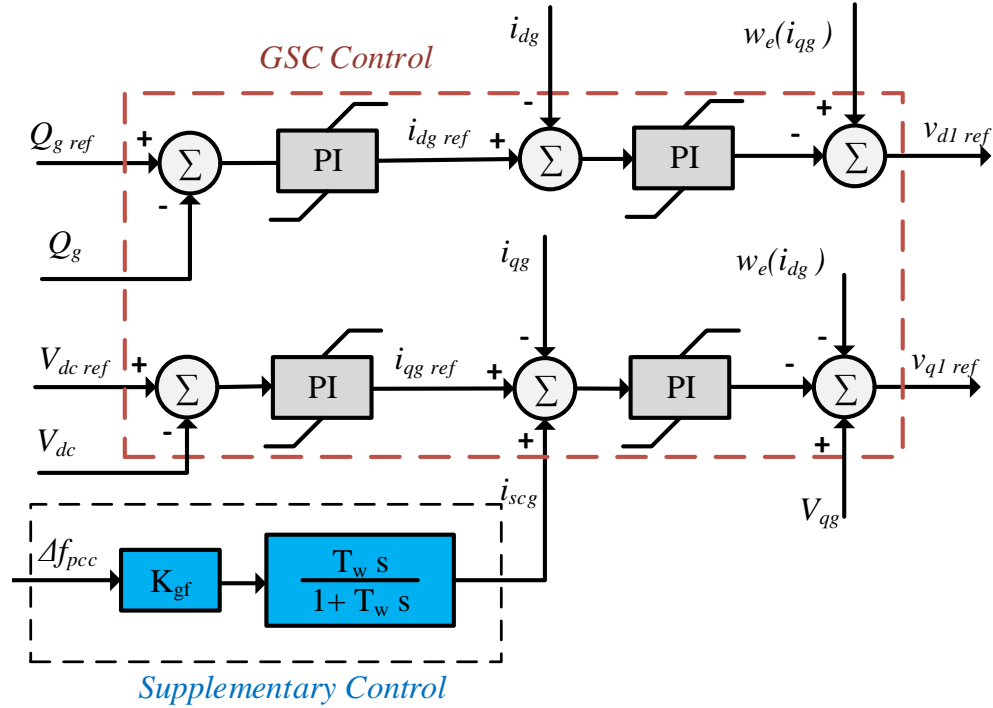 i_dg
w_e(i_qg)
GSC Control
- +
Q_g ref + Σ PI i_dg ref + Σ PI - Σ v_d1 ref
-
Q_g
i_qg
w_e(i_dg)
- -
V_dc ref + Σ PI i_qg ref + Σ PI - Σ v_q1 ref
- + +
V_dc
i_scg
V_qg
Δf_pcc
K_gf
T_w s
1+ T_w s
Supplementary Control